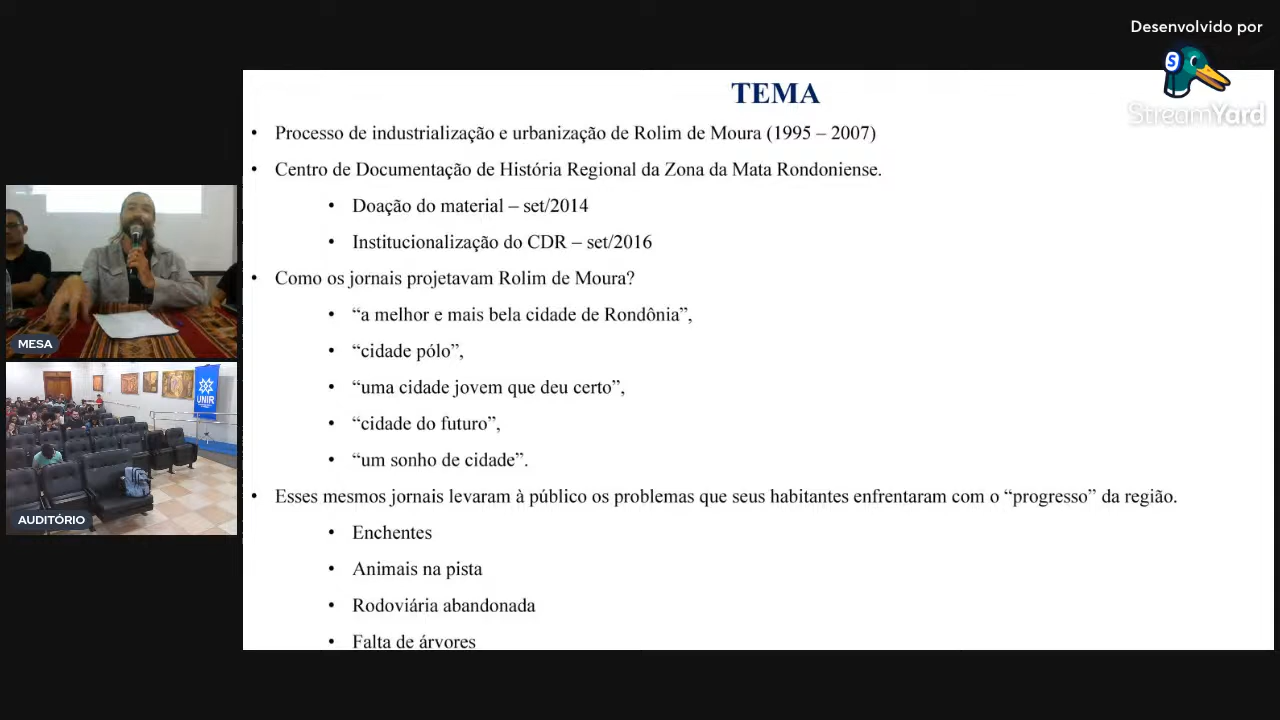 Desenvolvido por
StreamYard
TEMA
• Processo de industrialização e urbanização de Rolim de Moura (1995 – 2007)
• Centro de Documentação de História Regional da Zona da Mata Rondoniense.
• Doação do material – set/2014
• Institucionalização do CDR – set/2016
• Como os jornais projetavam Rolim de Moura?
• “a melhor e mais bela cidade de Rondônia”,
• “cidade pólo”,
• “uma cidade jovem que deu certo”,
• “cidade do futuro”,
• “um sonho de cidade”.
• Esses mesmos jornais levaram à público os problemas que seus habitantes enfrentaram com o “progresso” da região.
• Enchentes
• Animais na pista
• Rodoviária abandonada
• Falta de árvores
MESA
UNIR
AUDITÓRIO